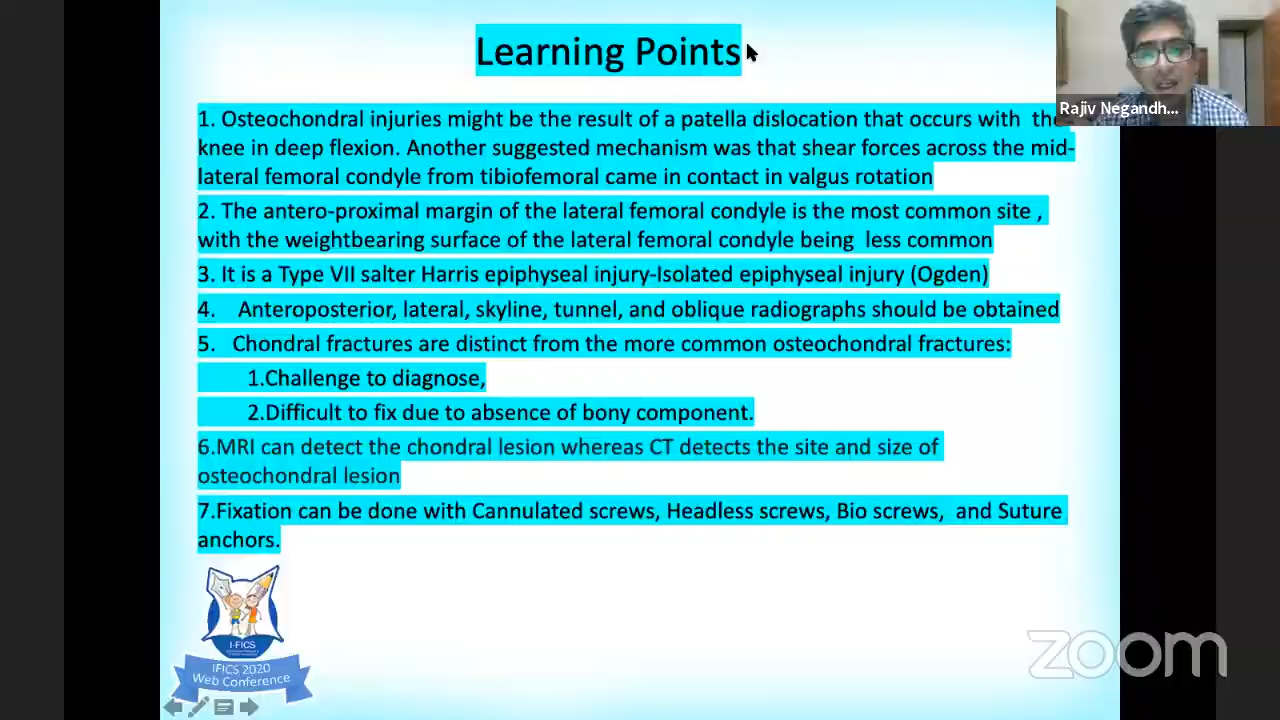 Learning Points
Rajiv Negandh...
1. Osteochondral injuries might be the result of a patella dislocation that occurs with the
knee in deep flexion. Another suggested mechanism was that shear forces across the mid-
lateral femoral condyle from tibiofemoral came in contact in valgus rotation
2. The antero-proximal margin of the lateral femoral condyle is the most common site ,
with the weightbearing surface of the lateral femoral condyle being less common
3. It is a Type VII salter Harris epiphyseal injury-Isolated epiphyseal injury (Ogden)
4. Anteroposterior, lateral, skyline, tunnel, and oblique radiographs should be obtained
5. Chondral fractures are distinct from the more common osteochondral fractures:
1.Challenge to diagnose,
2.Difficult to fix due to absence of bony component.
6.MRI can detect the chondral lesion whereas CT detects the site and size of
osteochondral lesion
7.Fixation can be done with Cannulated screws, Headless screws, Bio screws, and Suture
anchors.
I-FICS
IFICS 2020
Web Conference
zoom